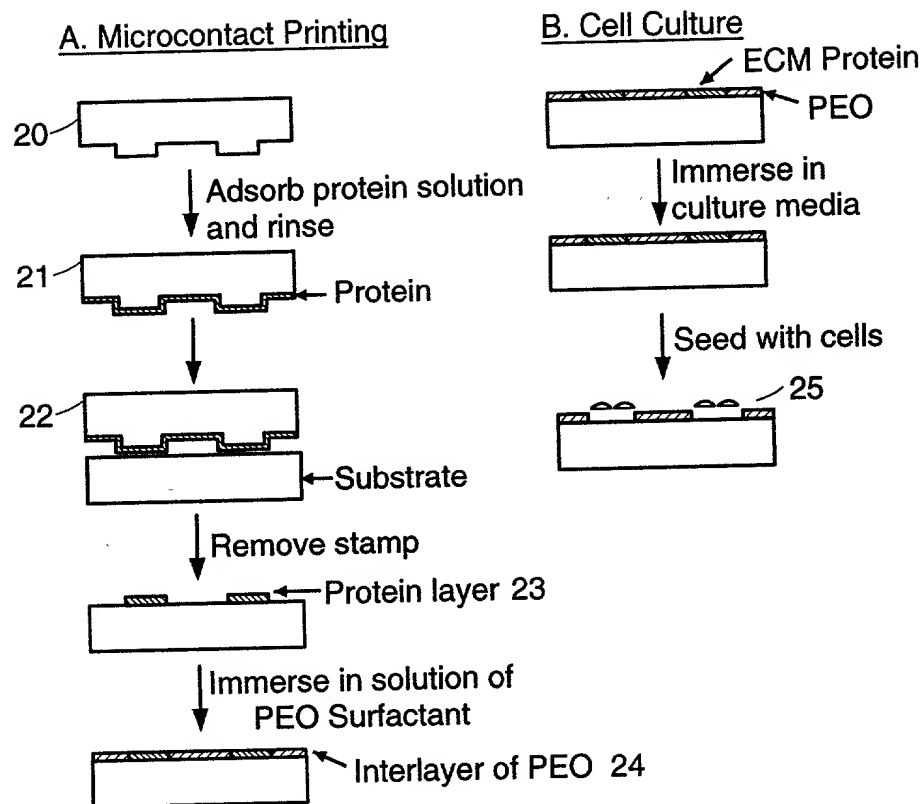 A. Microcontact Printing
20
Adsorb protein solution
and rinse
21
Protein
22
Substrate
Remove stamp
Protein layer 23
Immerse in solution of
PEO Surfactant
Interlayer of PEO 24
B. Cell Culture
ECM Protein
PEO
Immerse in
culture media
Seed with cells
25